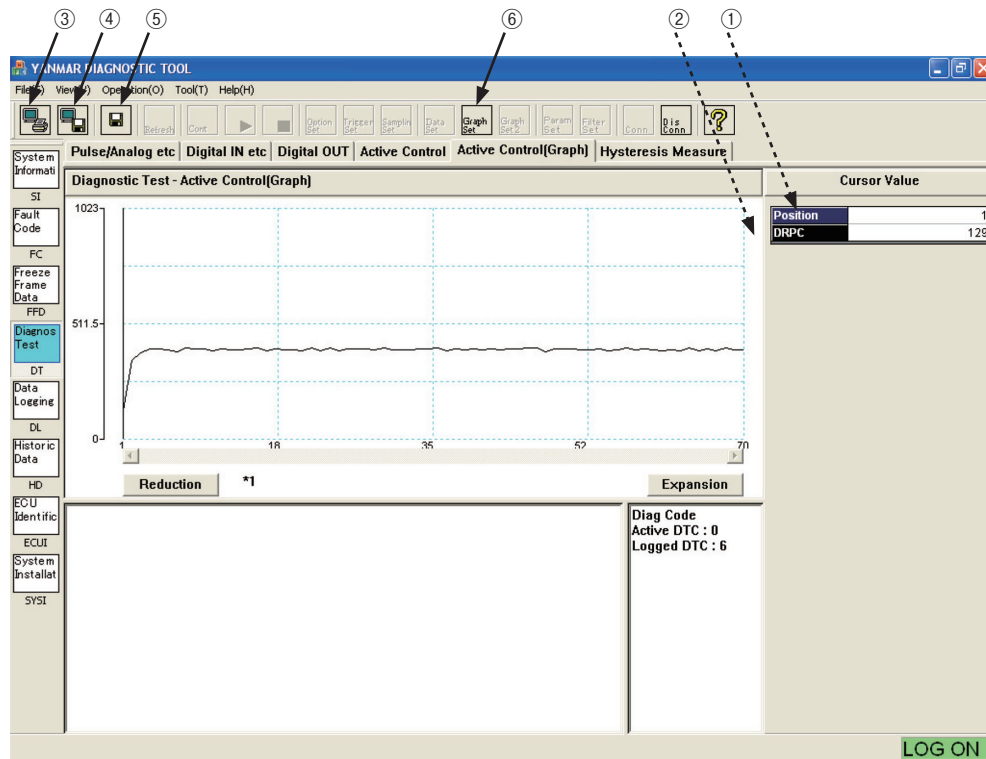 ③ ④ ⑤ ⑥ ② ①
YANMAR DIAGNOSTIC TOOL
View(V) Operation(O) Tool(T) Help(H)
Refresh Cont Option Set Trigger Set Samplin Set Data Set Graph Set Graph Set2 Param Set Filter Set Conn Dis Conn ?
Pulse/Analog etc Digital IN etc Digital OUT Active Control Active Control(Graph) Hysteresis Measure
System Informati
SI
Fault Code
FC
Freeze Frame Data
FFD
Diagnos Test
DT
Data Logging
DL
Historic Data
HD
ECU Identific
ECUI
System Installat
SYSI
Diagnostic Test - Active Control(Graph)
1023
511.5
0
1 18 35 52 70
Reduction *1 Expansion
Diag Code
Active DTC : 0
Logged DTC : 6
Cursor Value
Position 1
DRPC 129
LOG ON